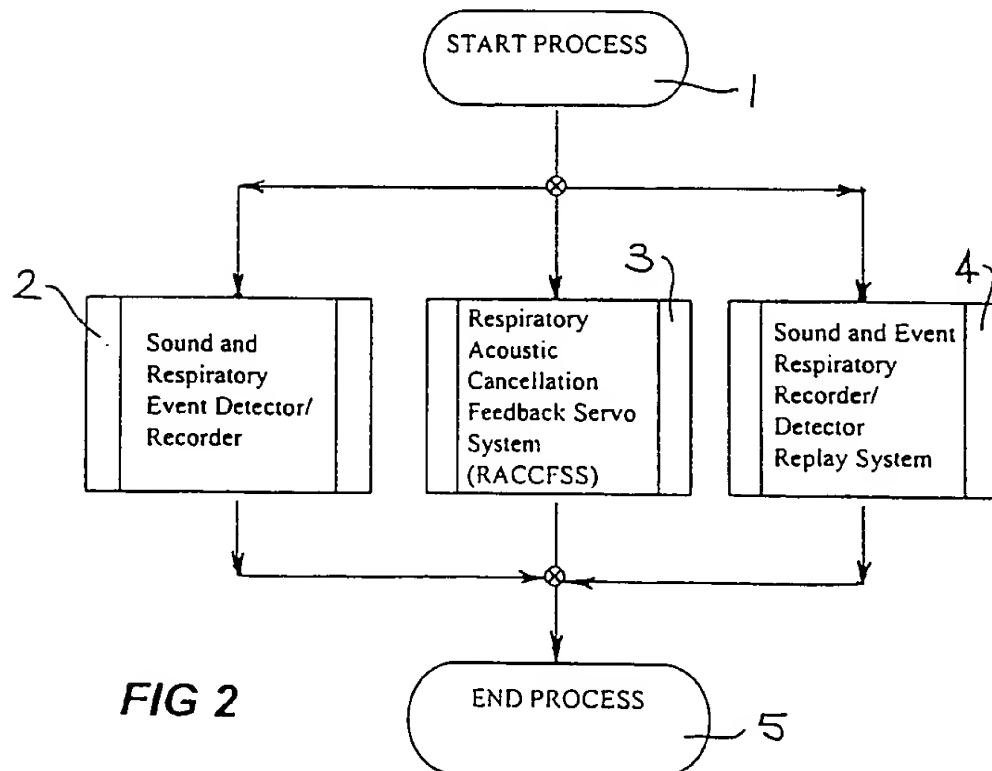 START PROCESS
1
2
Sound and
Respiratory
Event Detector/
Recorder
3
Respiratory
Acoustic
Cancellation
Feedback Servo
System
(RACCFSS)
4
Sound and Event
Respiratory
Recorder/
Detector
Replay System
END PROCESS
5
FIG 2